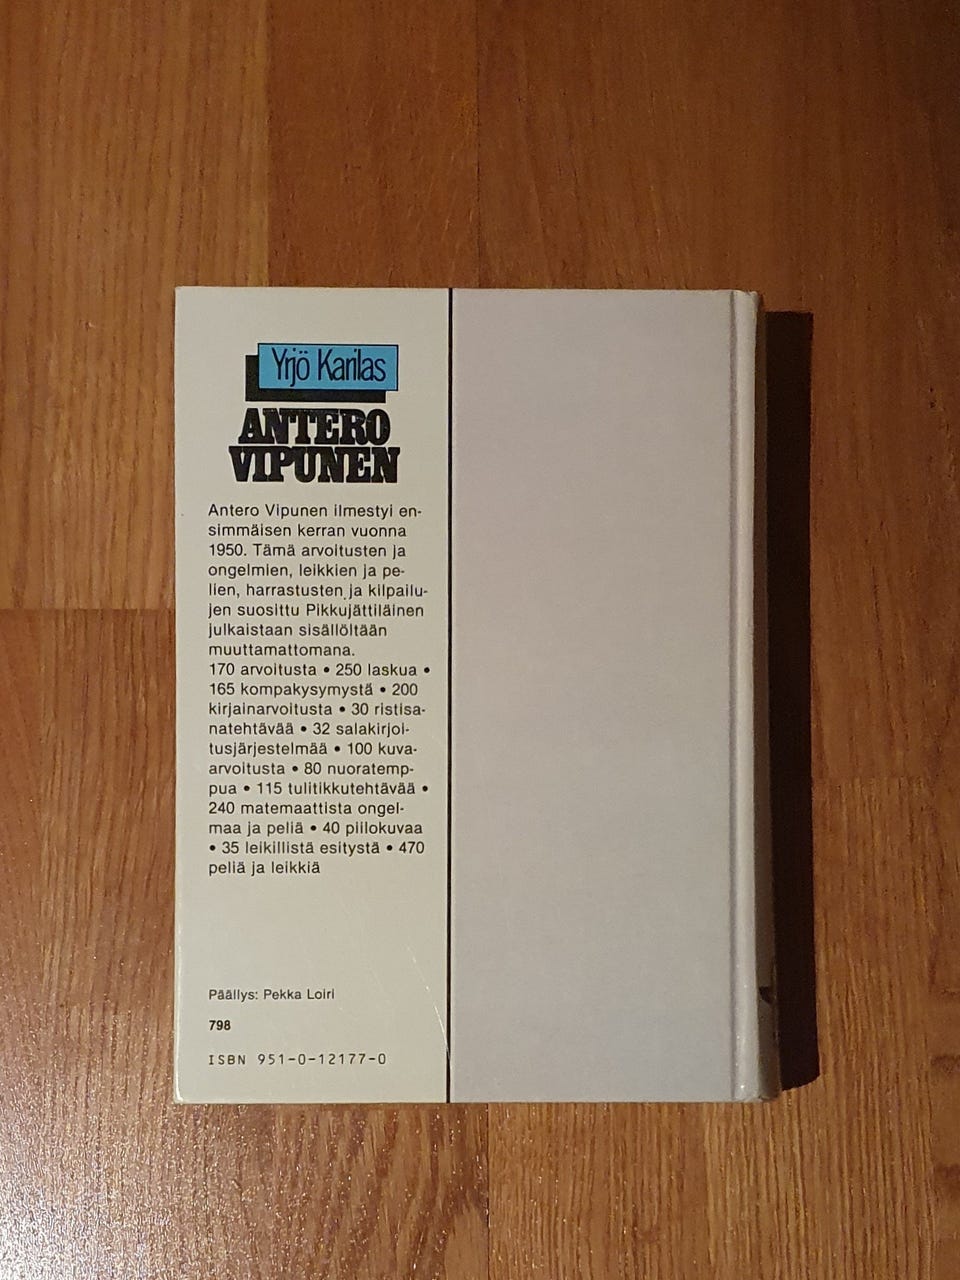 Yrjö Karilas
ANTERO
VIPUNEN
Antero Vipunen ilmestyi en-
simmäisen kerran vuonna
1950. Tämä arvoitusten ja
ongelmien, leikkien ja pe-
lien, harrastusten ja kilpailu-
jen suosittu Pikkujättiläinen
julkaistaan sisällöltään
muuttamattomana.
170 arvoitusta • 250 laskua •
165 kompakysymystä • 200
kirjainarvoitusta • 30 ristisa-
natehtävää • 32 salakirjoi-
tusjärjestelmää • 100 kuva-
arvoitusta • 80 nuoratemp-
pua • 115 tulitikkutehtävää •
240 matemaattista ongel-
maa ja peliä • 40 piilokuvaa
• 35 leikillistä esitystä • 470
peliä ja leikkiä
Päällys: Pekka Loiri
798
ISBN 951-0-12177-0